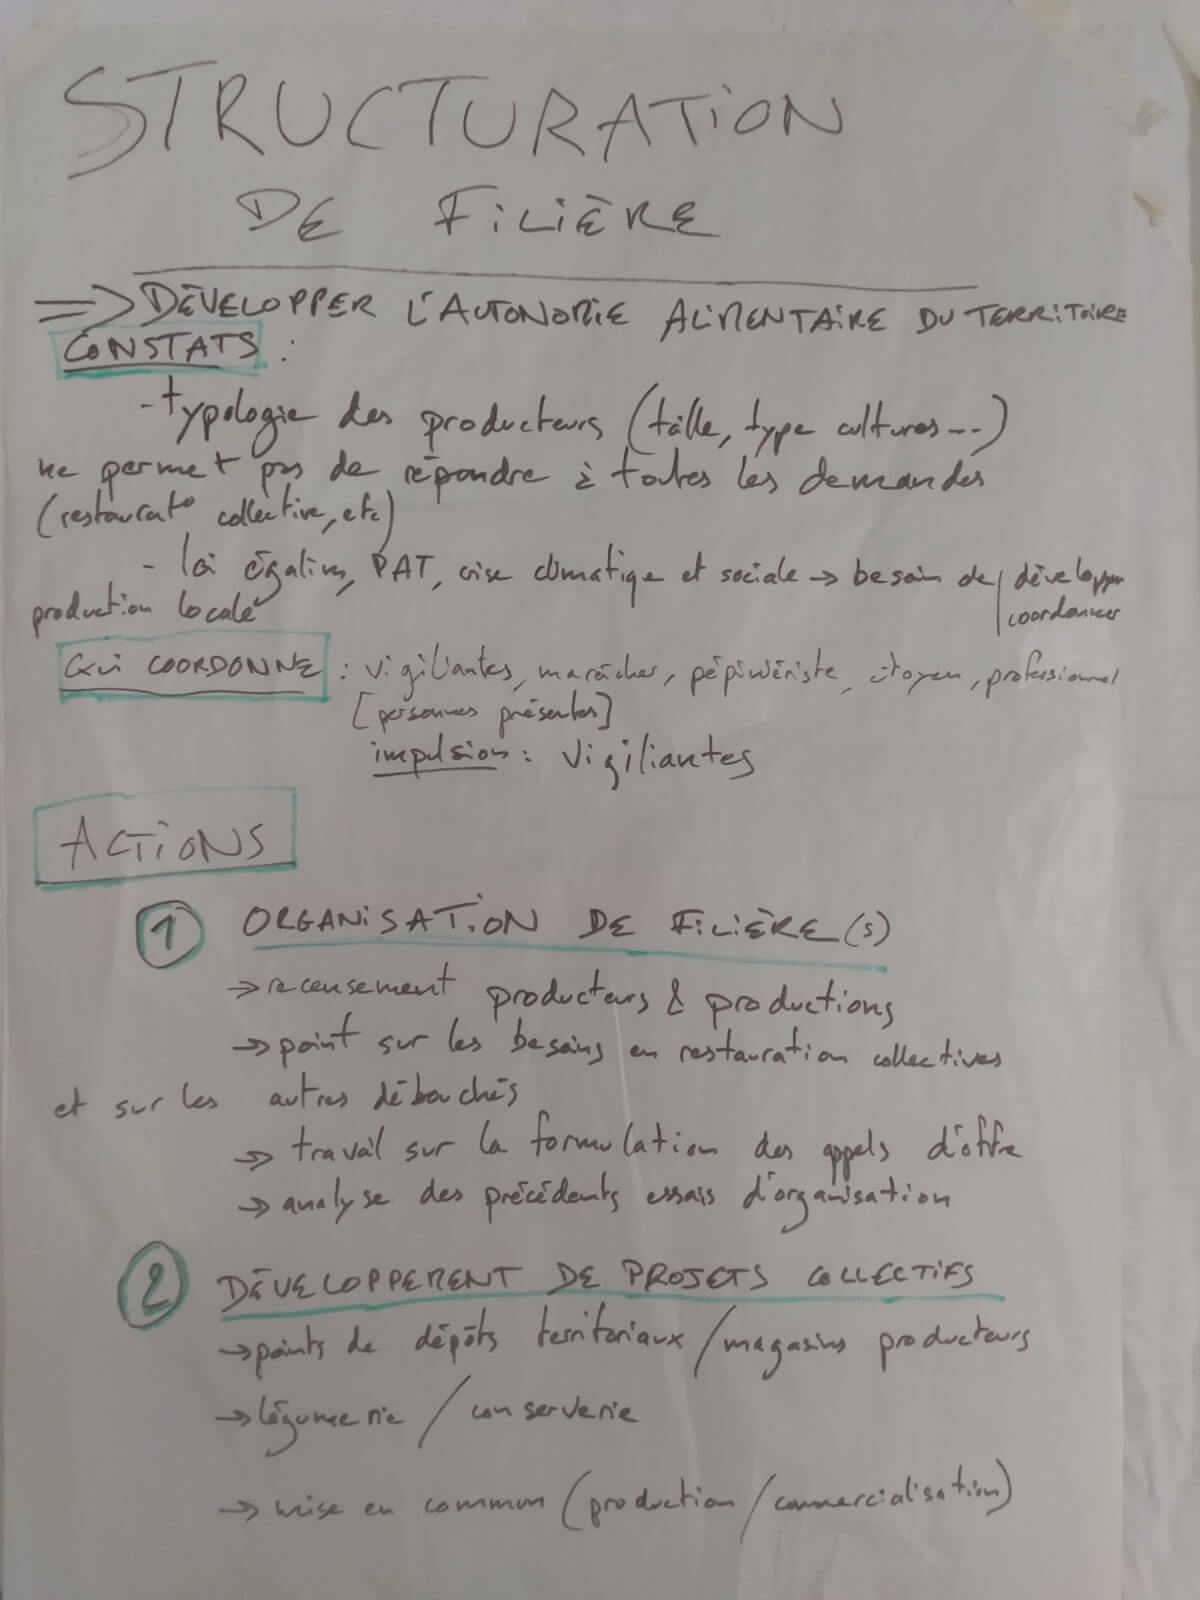 STRUCTURATION
DE FILIÈRE
=> DÉVELOPPER L'AUTONOMIE ALIMENTAIRE DU TERRITOIRE
CONSTATS :
- typologie des producteurs (taille, type cultures...)
ne permet pas de répondre à toutes les demandes
(restaurat° collective, etc)
- loi égalim, PAT, crise climatique et sociale → besoin de développer
production locale coordonner
QUI COORDONNE : vigiliantes, maraîcher, pépiniériste, citoyen, professionnel
[personnes présentes]
impulsion : vigiliantes
ACTIONS
1 ORGANISATION DE FILIÈRE(S)
→ recensement producteurs & productions
→ point sur les besoins en restauration collectives
et sur les autres débouchés
→ travail sur la formulation des appels d'offre
→ analyse des précédents essais d'organisation
2 DÉVELOPPEMENT DE PROJETS COLLECTIFS
→ points de dépôts territoriaux / magasins producteurs
→ légumerie / conserverie
→ mise en commun (production / commercialisation)